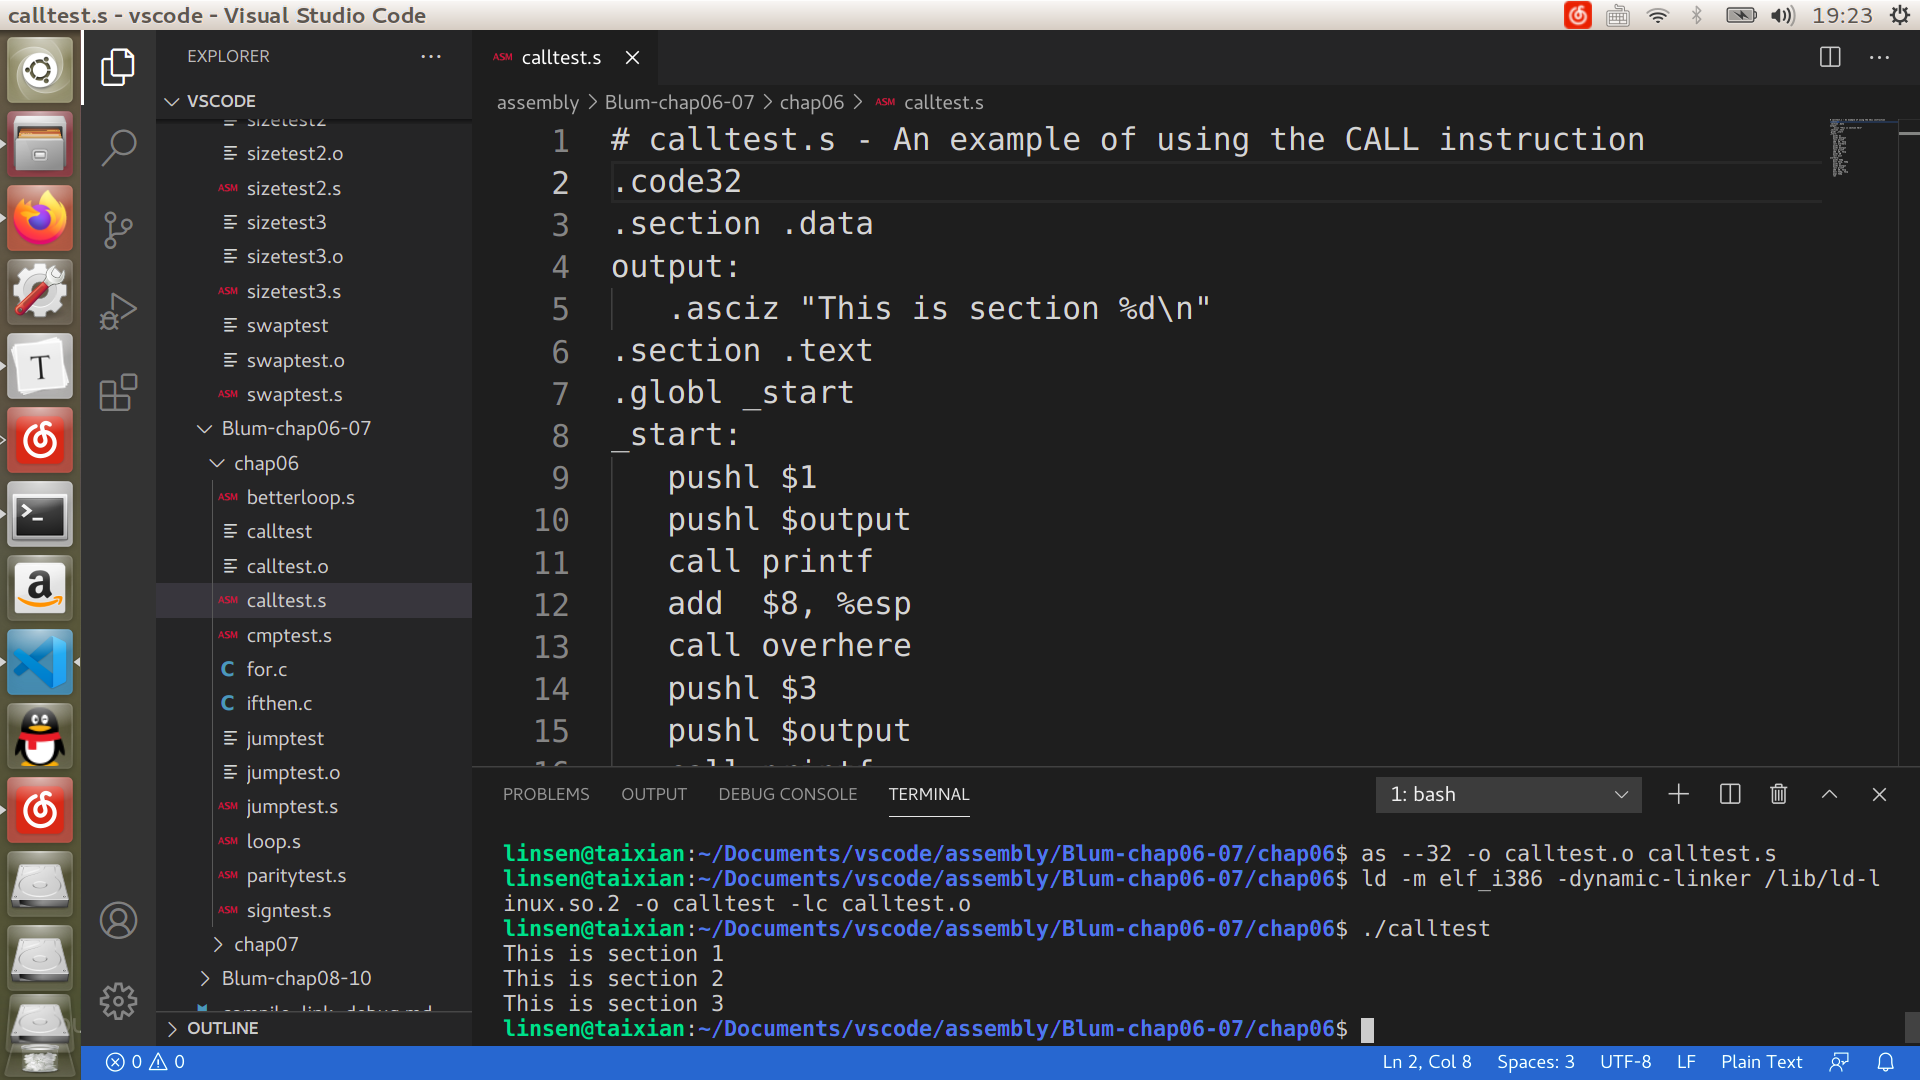 calltest.s - vscode - Visual Studio Code
19:23
EXPLORER
VSCODE
sizetest2
sizetest2.o
ASM sizetest2.s
sizetest3
sizetest3.o
ASM sizetest3.s
swaptest
swaptest.o
ASM swaptest.s
Blum-chap06-07
chap06
ASM betterloop.s
calltest
calltest.o
ASM calltest.s
ASM cmptest.s
C for.c
C ifthen.c
jumptest
jumptest.o
ASM jumptest.s
ASM loop.s
ASM paritytest.s
ASM signtest.s
chap07
Blum-chap08-10
OUTLINE
ASM calltest.s
assembly > Blum-chap06-07 > chap06 > ASM calltest.s
1 # calltest.s - An example of using the CALL instruction
2 .code32
3 .section .data
4 output:
5 .asciz "This is section %d\n"
6 .section .text
7 .globl _start
8 _start:
9 pushl $1
10 pushl $output
11 call printf
12 add $8, %esp
13 call overhere
14 pushl $3
15 pushl $output
16 call printf
PROBLEMS OUTPUT DEBUG CONSOLE TERMINAL 1: bash
linsen@taixian:~/Documents/vscode/assembly/Blum-chap06-07/chap06$ as --32 -o calltest.o calltest.s
linsen@taixian:~/Documents/vscode/assembly/Blum-chap06-07/chap06$ ld -m elf_i386 -dynamic-linker /lib/ld-l
inux.so.2 -o calltest -lc calltest.o
linsen@taixian:~/Documents/vscode/assembly/Blum-chap06-07/chap06$ ./calltest
This is section 1
This is section 2
This is section 3
linsen@taixian:~/Documents/vscode/assembly/Blum-chap06-07/chap06$
0 0 Ln 2, Col 8 Spaces: 3 UTF-8 LF Plain Text